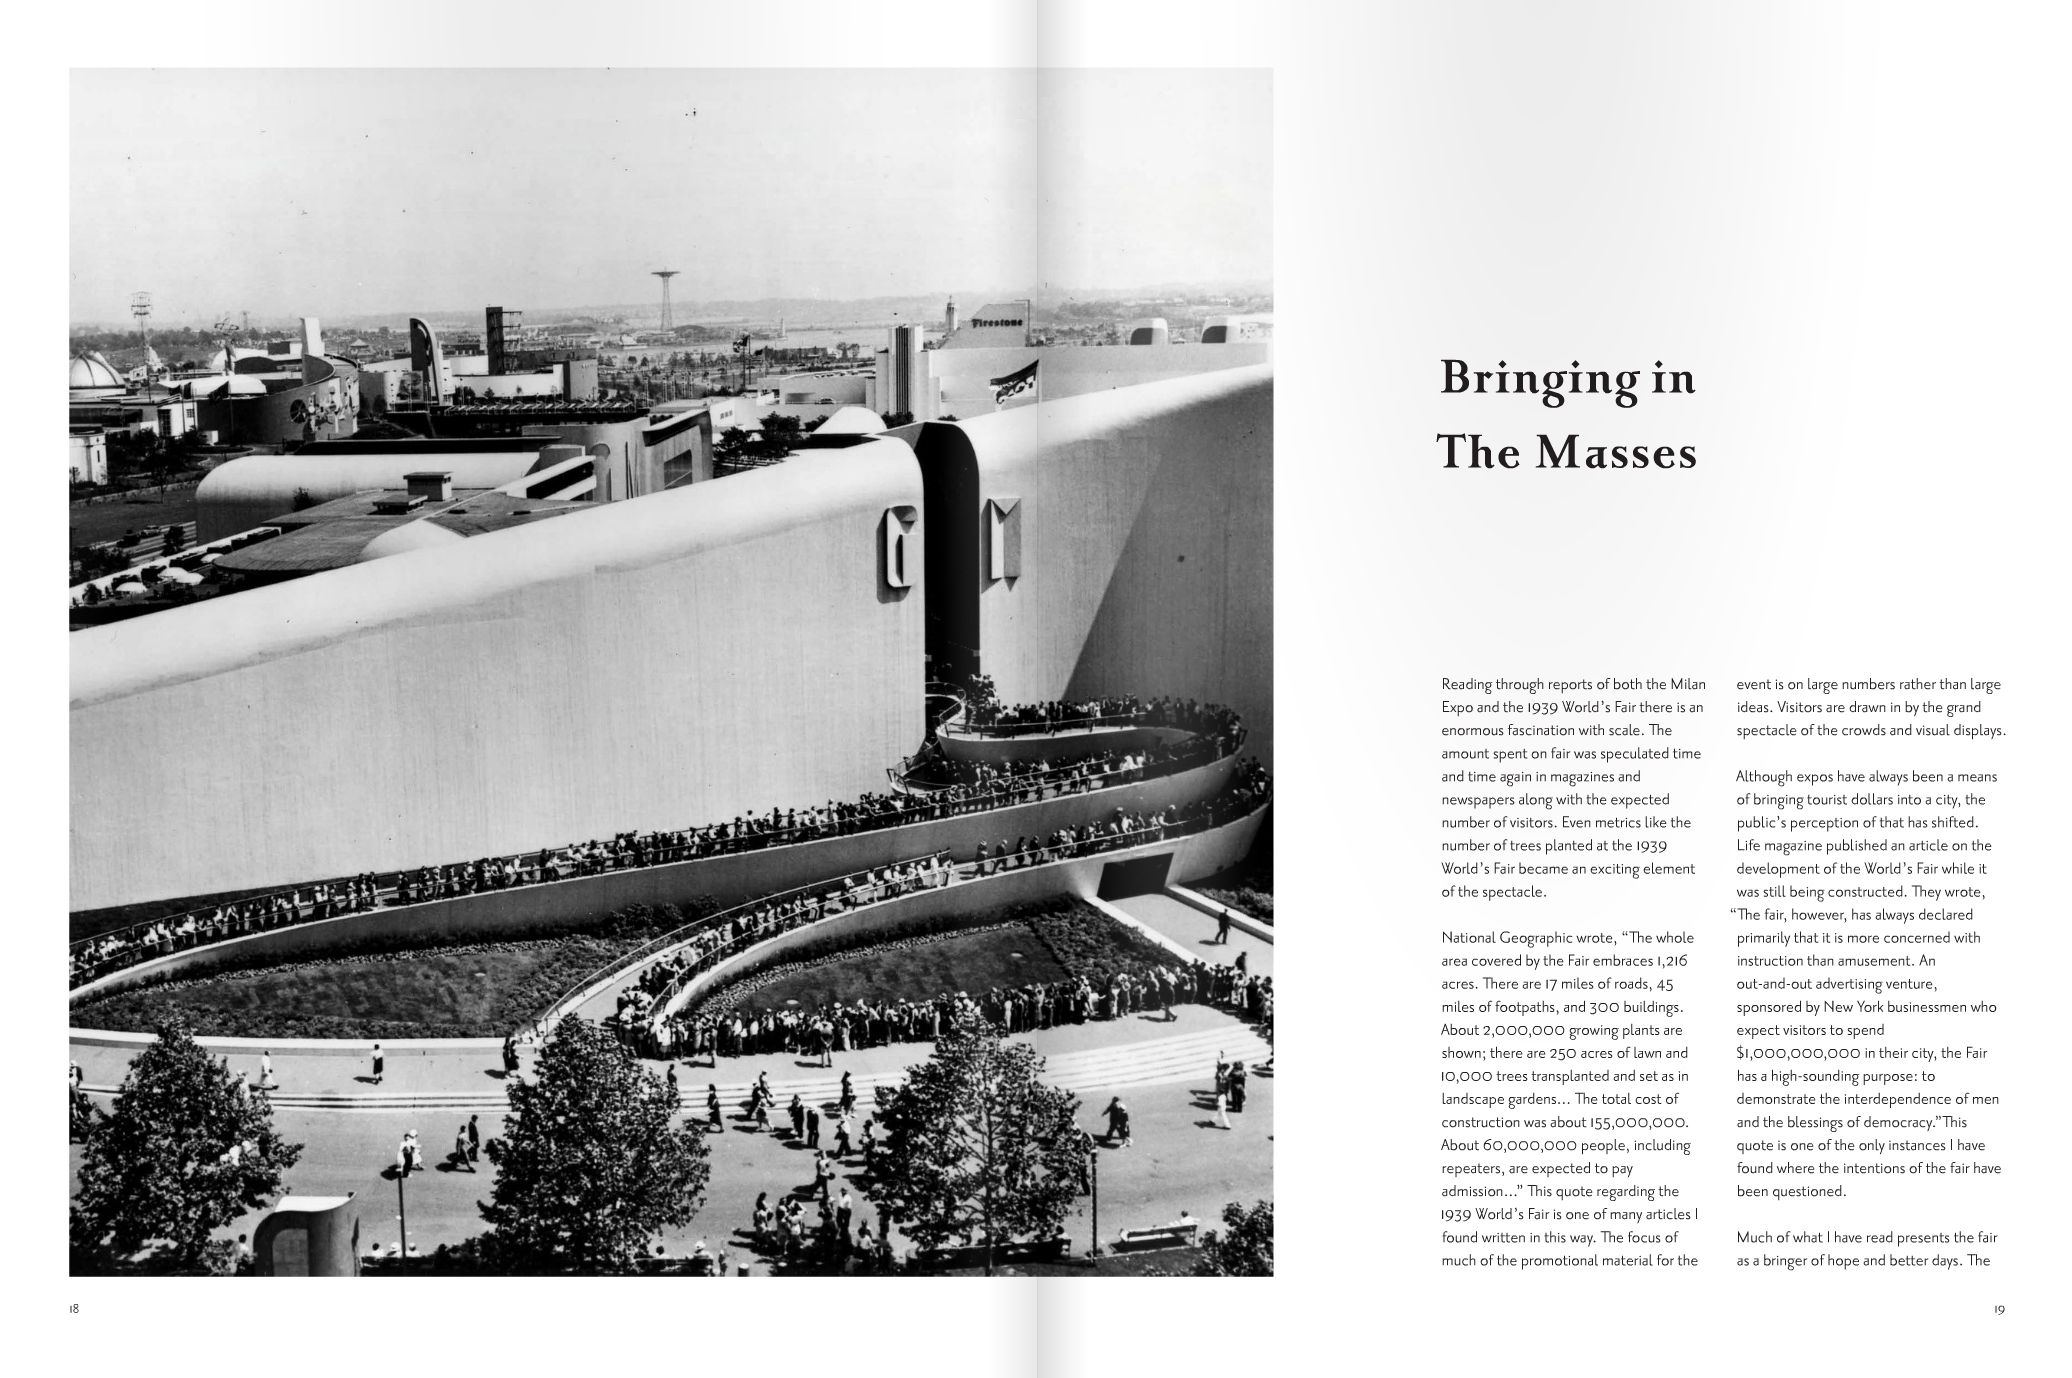 Firestone
G M
Bringing in
The Masses
Reading through reports of both the Milan
Expo and the 1939 World's Fair there is an
enormous fascination with scale. The
amount spent on fair was speculated time
and time again in magazines and
newspapers along with the expected
number of visitors. Even metrics like the
number of trees planted at the 1939
World's Fair became an exciting element
of the spectacle.
National Geographic wrote, “The whole
area covered by the Fair embraces 1,216
acres. There are 17 miles of roads, 45
miles of footpaths, and 300 buildings.
About 2,000,000 growing plants are
shown; there are 250 acres of lawn and
10,000 trees transplanted and set as in
landscape gardens... The total cost of
construction was about 155,000,000.
About 60,000,000 people, including
repeaters, are expected to pay
admission...” This quote regarding the
1939 World's Fair is one of many articles I
found written in this way. The focus of
much of the promotional material for the
event is on large numbers rather than large
ideas. Visitors are drawn in by the grand
spectacle of the crowds and visual displays.
Although expos have always been a means
of bringing tourist dollars into a city, the
public's perception of that has shifted.
Life magazine published an article on the
development of the World's Fair while it
was still being constructed. They wrote,
“The fair, however, has always declared
primarily that it is more concerned with
instruction than amusement. An
out-and-out advertising venture,
sponsored by New York businessmen who
expect visitors to spend
$1,000,000,000 in their city, the Fair
has a high-sounding purpose: to
demonstrate the interdependence of men
and the blessings of democracy.”This
quote is one of the only instances I have
found where the intentions of the fair have
been questioned.
Much of what I have read presents the fair
as a bringer of hope and better days. The
18
19